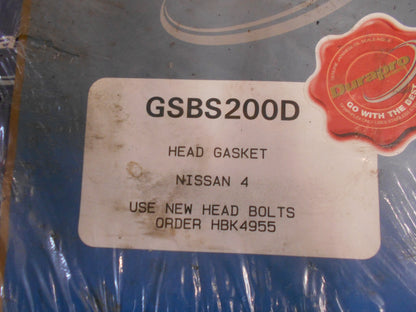 GSBS200D
HEAD GASKET
NISSAN 4
USE NEW HEAD BOLTS
ORDER HBK4955
Durapro
GO WITH THE BEST